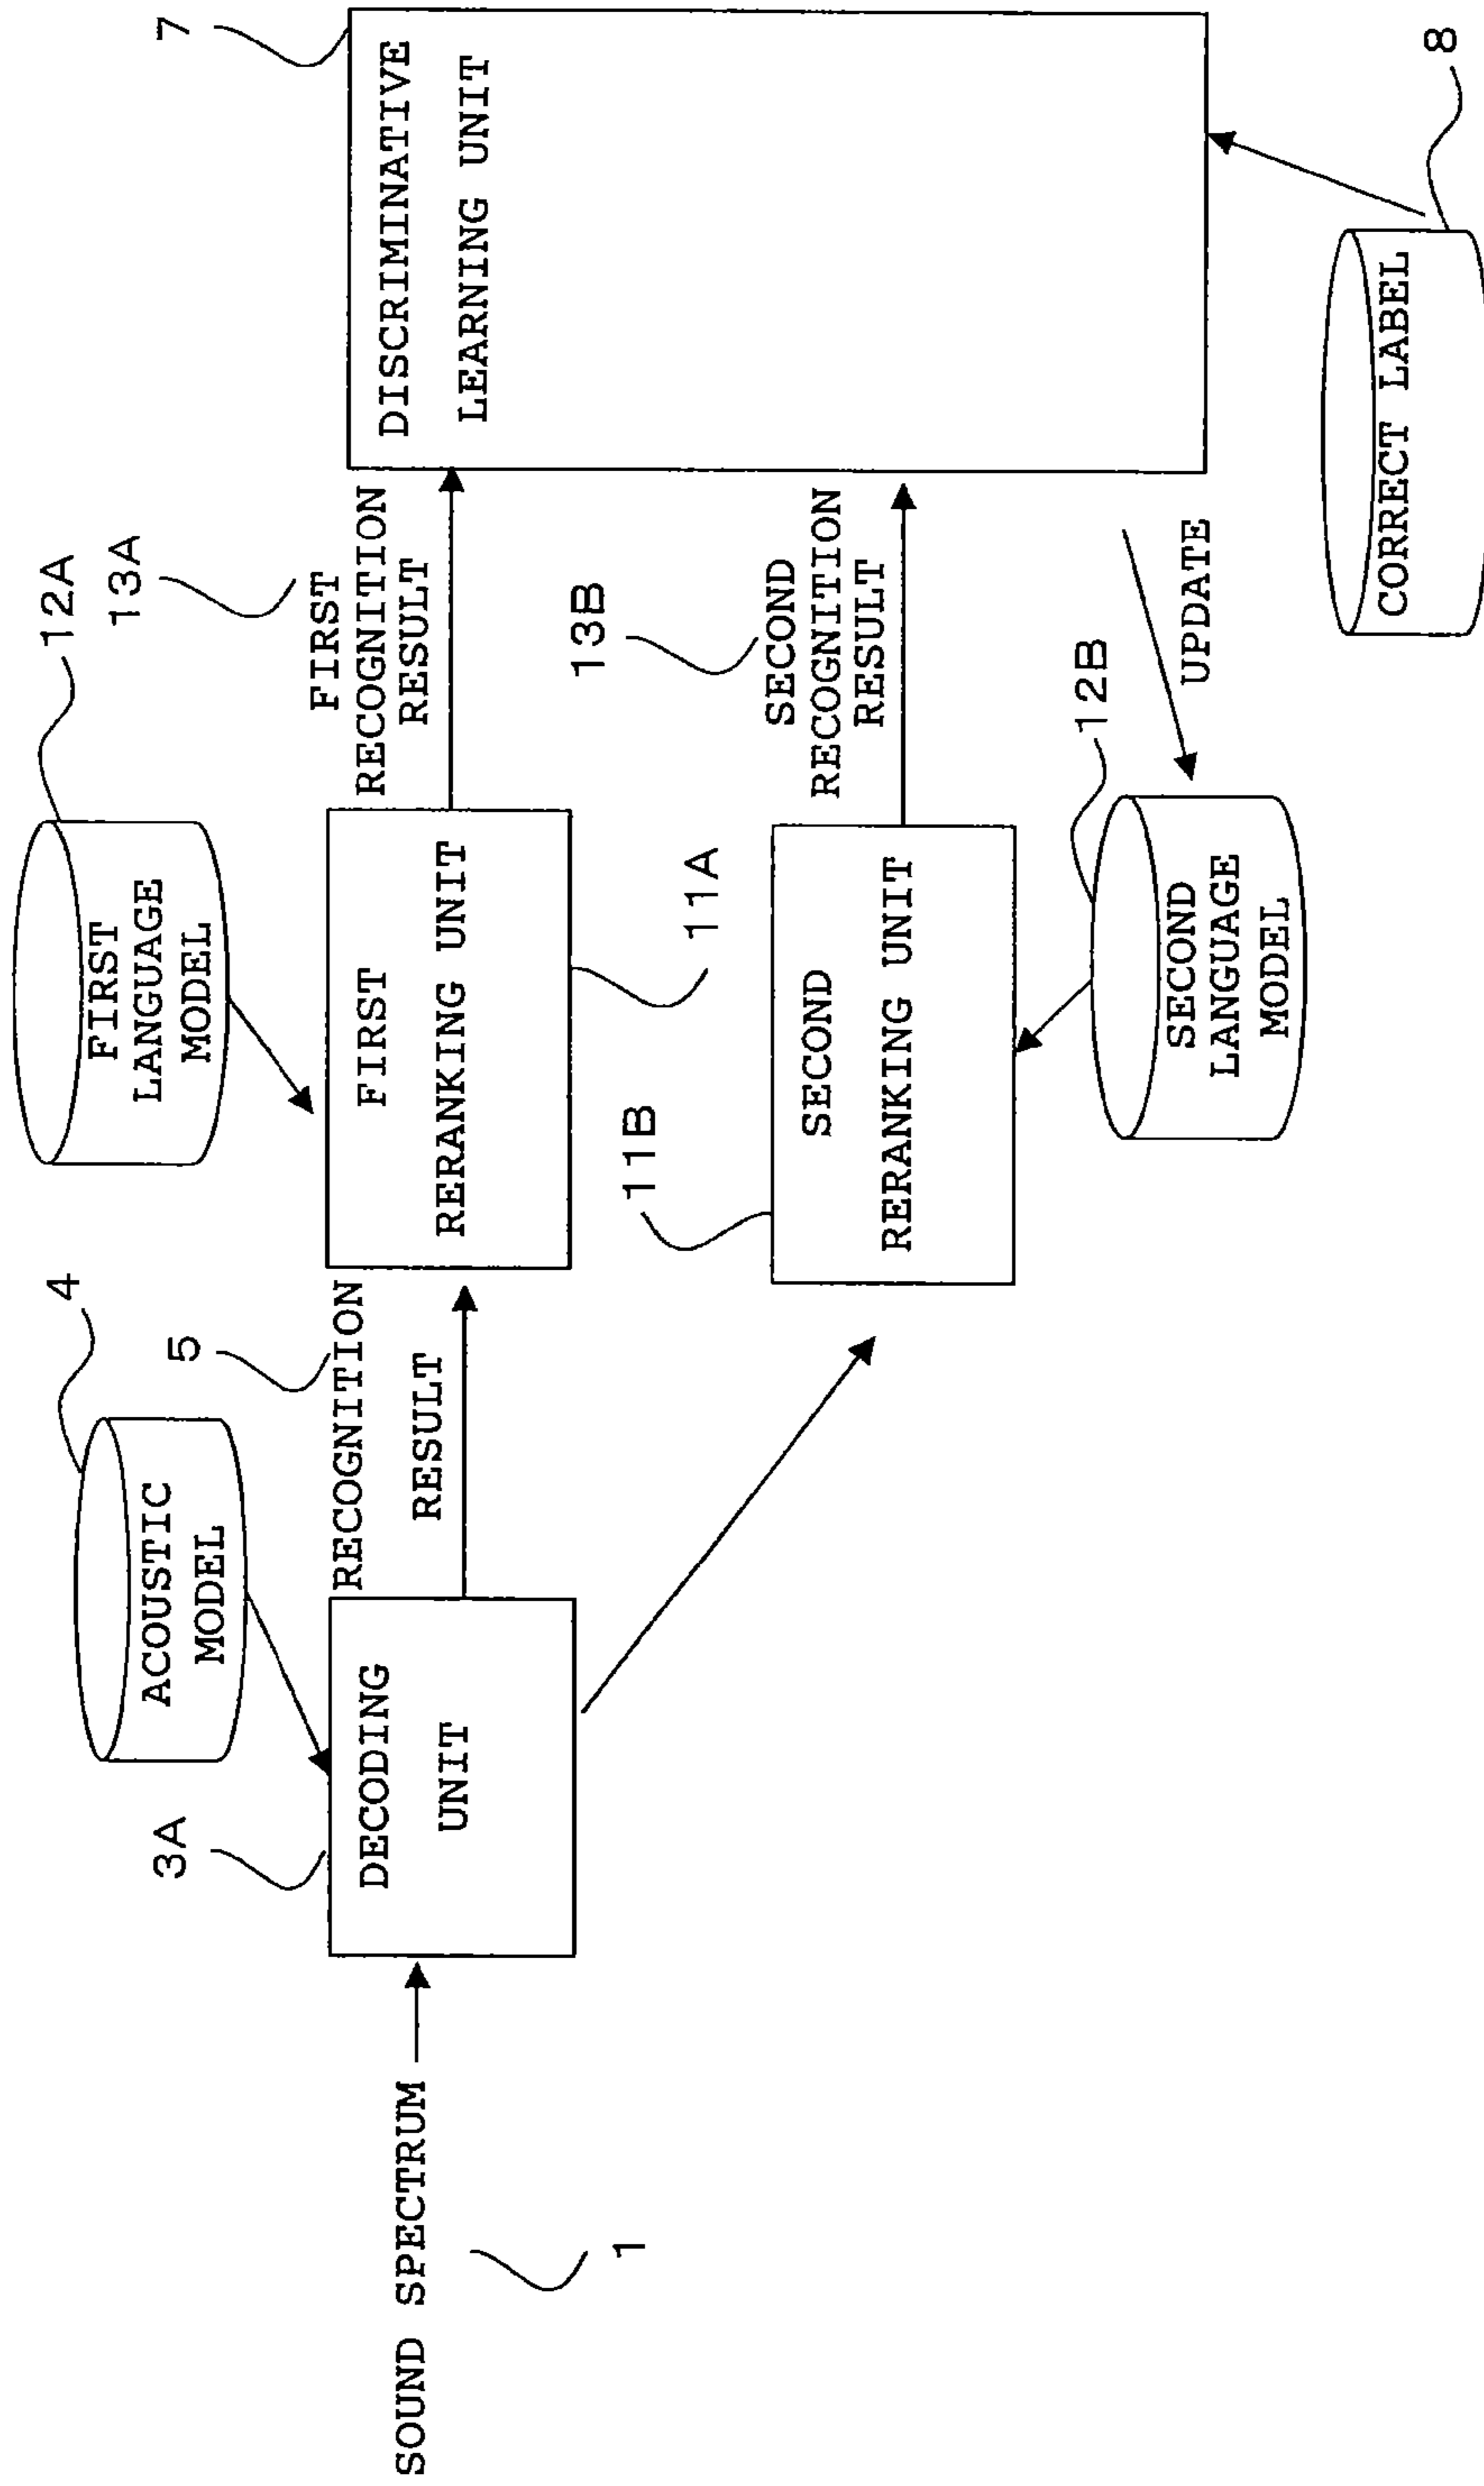 SOUND SPECTRUM
1
3A
DECODING
UNIT
4
ACOUSTIC
MODEL
5
RECOGNITION
RESULT
12A
FIRST
LANGUAGE
MODEL
FIRST
RERANKING UNIT
11A
11B
SECOND
RERANKING UNIT
12B
SECOND
LANGUAGE
MODEL
13A
FIRST
RECOGNITION
RESULT
13B
SECOND
RECOGNITION
RESULT
UPDATE
7
DISCRIMINATIVE
LEARNING UNIT
8
CORRECT LABEL